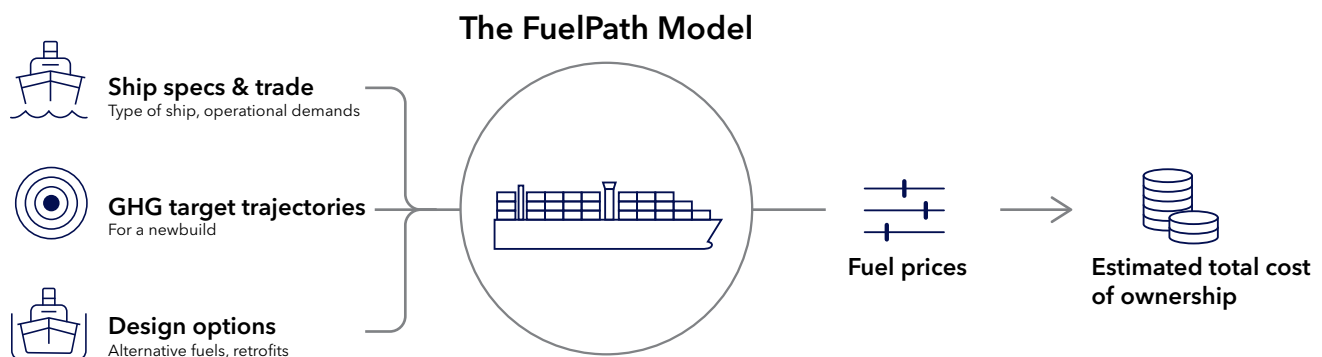 The FuelPath Model
Ship specs & trade
Type of ship, operational demands
GHG target trajectories
For a newbuild
Design options
Alternative fuels, retrofits
Fuel prices
Estimated total cost
of ownership